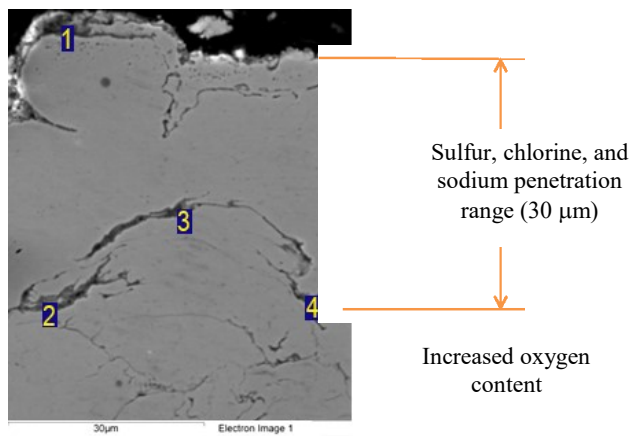 1
Sulfur, chlorine, and
sodium penetration
range (30 µm)
3
2
4
Increased oxygen
content
30µm
Electron Image 1